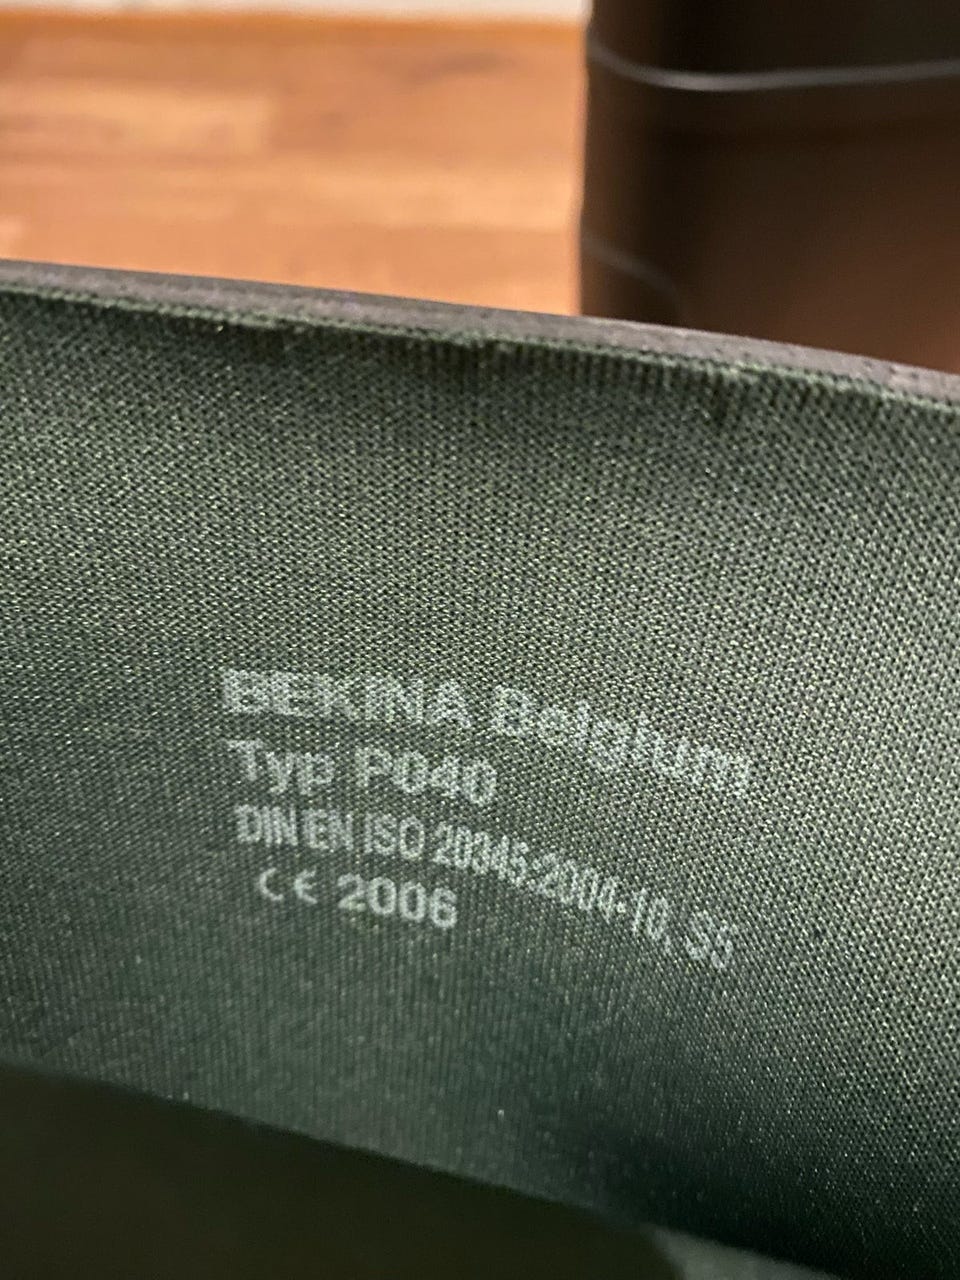 BEKINA Belgium
Typ P040
DIN EN ISO 20345:2004-10, S5
CE 2006